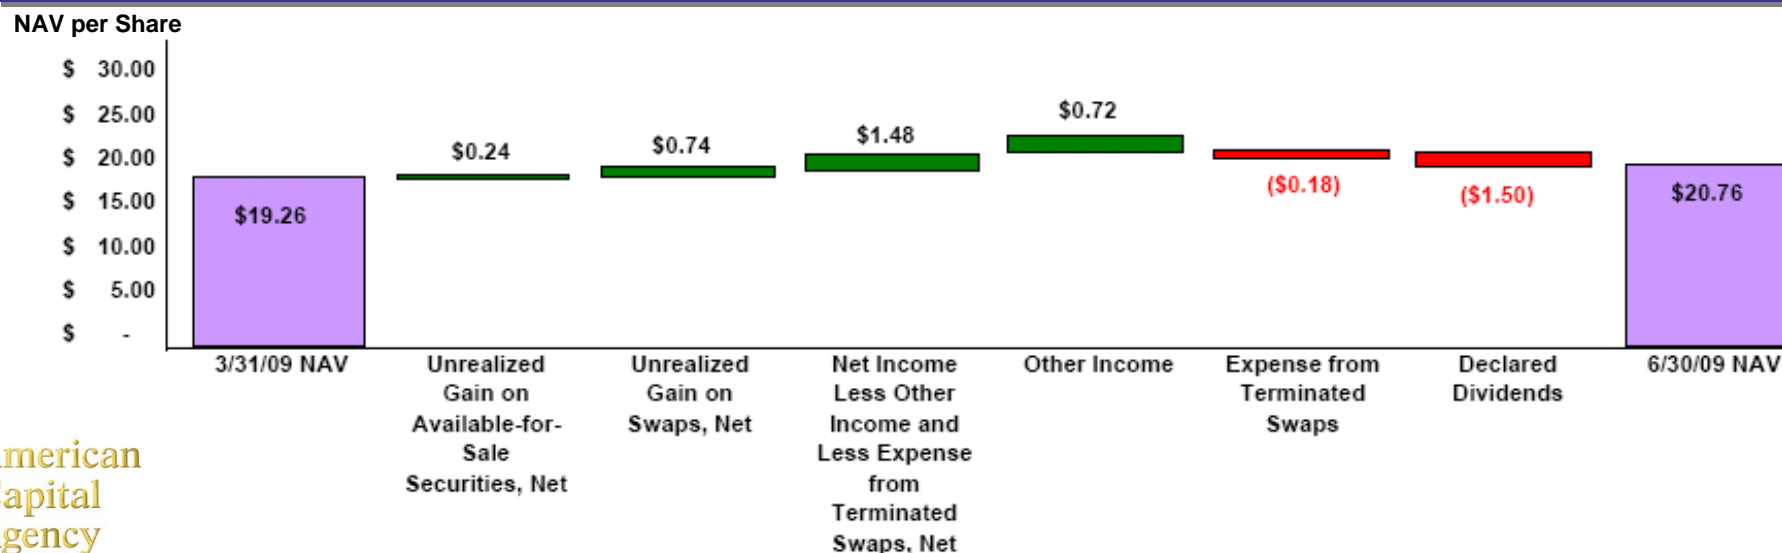 NAV per Share
$ 30.00
$ 25.00
$ 20.00
$ 15.00
$ 10.00
$ 5.00
$ -
$19.26
$0.24
$0.74
$1.48
$0.72
($0.18)
($1.50)
$20.76
3/31/09 NAV
Unrealized
Gain on
Available-for-
Sale
Securities, Net
Unrealized
Gain on
Swaps, Net
Net Income
Less Other
Income and
Less Expense
from
Terminated
Swaps, Net
Other Income
Expense from
Terminated
Swaps
Declared
Dividends
6/30/09 NAV
merican
apital
gency